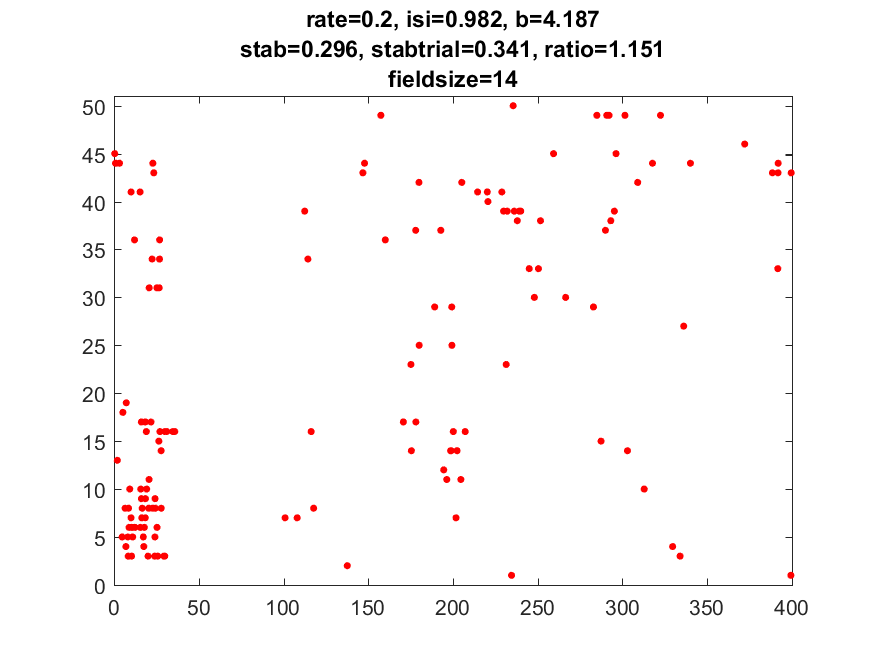 rate=0.2, isi=0.982, b=4.187
stab=0.296, stabtrial=0.341, ratio=1.151
fieldsize=14
50
45
40
35
30
25
20
15
10
5
0
0 50 100 150 200 250 300 350 400